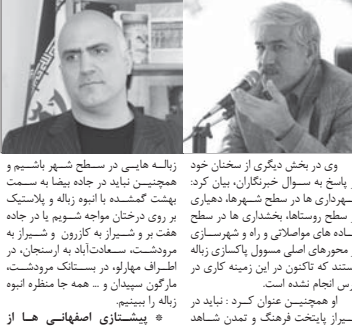 وی در بخش دیگری از سخنان خود
پاسخ به سوال خبرنگاران، بیان کرد:
شهرداری ها در سطح شهرها، دهیاری
سطح روستاها، بخشداری ها در سطح
جاده های مواصلاتی و راه و شهرسازی
محورهای اصلی مسوول پاکسازی زباله
هستند که تاکنون در این زمینه کاری در
فارس انجام نشده است.
او همچنین عنوان کرد : نباید در
شیراز پایتخت فرهنگ و تمدن شاهد
زباله هایی در سطح شهر باشیم و
همچنین نباید در جاده بیضا به سمت
بهشت گمشده با انبوه زباله و پلاستیک
بر روی درختان مواجه شویم یا در جاده
هفت بر و شیراز به کازرون و شیراز به
مرودشت، سعادت‌آباد به ارسنجان، در
اطراف مهارلو، در بستانک مرودشت،
مارگون سپیدان و ... همه جا منظره انبوه
زباله را ببینیم.
* پیشتازی اصفهانی ها از